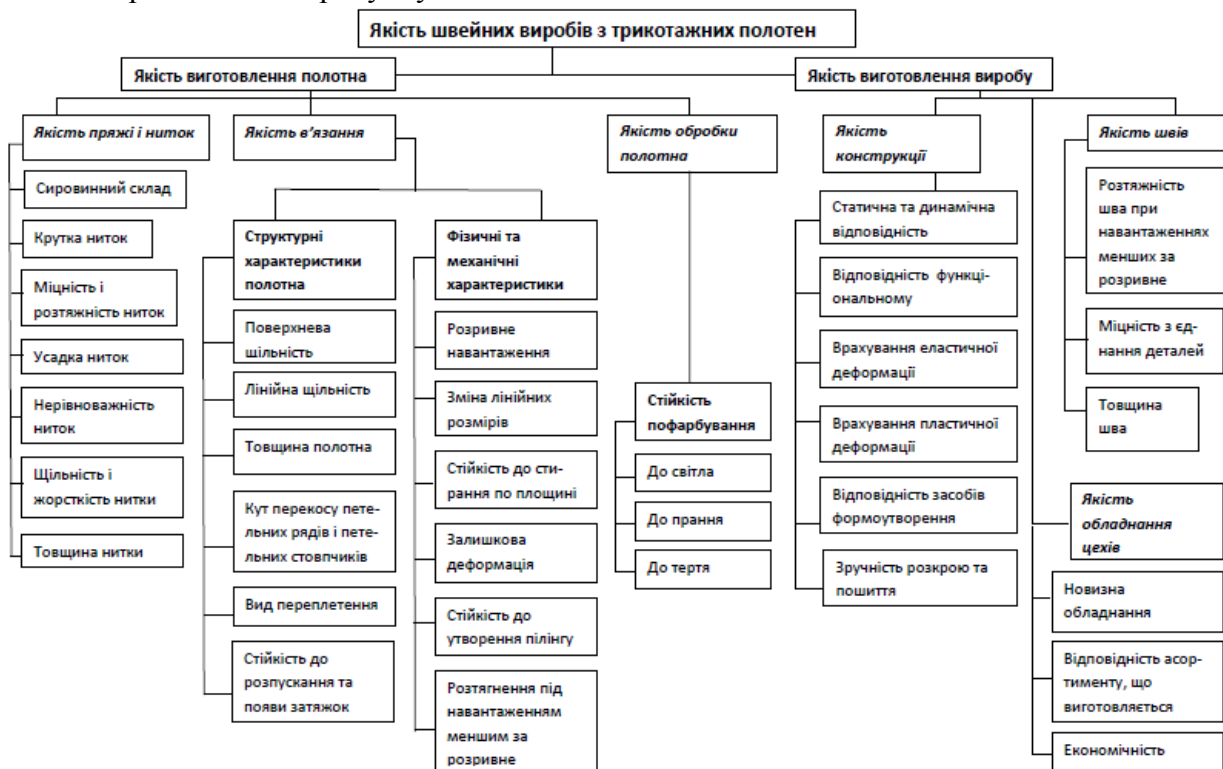 Якість швейних виробів з трикотажних полотен
Якість виготовлення полотна
Якість виготовлення виробу
Якість пряжі і ниток
Сировинний склад
Крутка ниток
Міцність і
розтяжність ниток
Усадка ниток
Нерівноважність
ниток
Щільність і
жорсткість нитки
Товщина нитки
Якість в'язання
Структурні
характеристики
полотна
Поверхнева
щільність
Лінійна щільність
Товщина полотна
Кут перекосу пете-
льних рядів і пете-
льних стовпчиків
Вид переплетення
Стійкість до
розпускання та
появи затяжок
Фізичні та
механічні
характеристики
Розривне
навантаження
Зміна лінійних
розмірів
Стійкість до сти-
рання по площині
Залишкова
деформація
Стійкість до
утворення пілінгу
Розтягнення під
навантаженням
меншим за
розривне
Якість обробки
полотна
Стійкість
пофарбування
До світла
До прання
До тертя
Якість
конструкції
Статична та динамічна
відповідність
Відповідність функці-
ональному
Врахування еластичної
деформації
Врахування пластичної
деформації
Відповідність засобів
формоутворення
Зручність розкрою та
пошиття
Якість швів
Розтяжність
шва при
навантаженнях
менших за
розривне
Міцність з єд-
нання деталей
Товщина
шва
Якість
обладнання
цехів
Новизна
обладнання
Відповідність асор-
тименту, що
виготовляється
Економічність